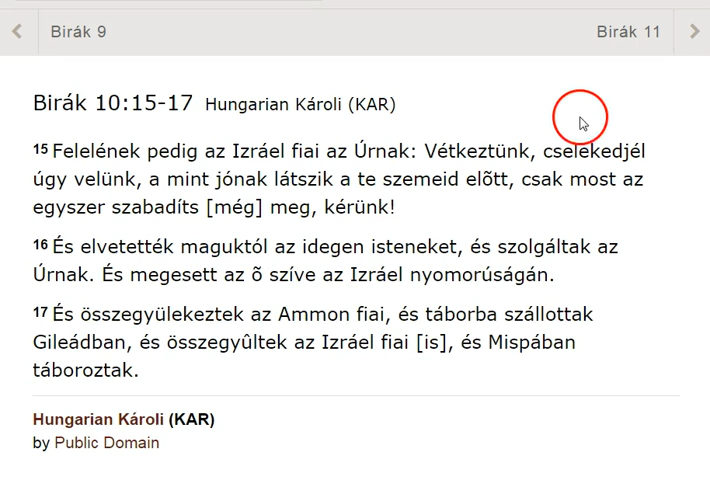 Birák 9
Birák 11
Birák 10:15-17 Hungarian Károli (KAR)
15 Felelének pedig az Izráel fiai az Úrnak: Vétkeztünk, cselekedjél
úgy velünk, a mint jónak látszik a te szemeid elõtt, csak most az
egyszer szabadíts [még] meg, kérünk!
16 És elvetették maguktól az idegen isteneket, és szolgáltak az
Úrnak. És megesett az õ szíve az Izráel nyomorúságán.
17 És összegyülekeztek az Ammon fiai, és táborba szállottak
Gileádban, és összegyûltek az Izráel fiai [is], és Mispában
táboroztak.
Hungarian Károli (KAR)
by Public Domain